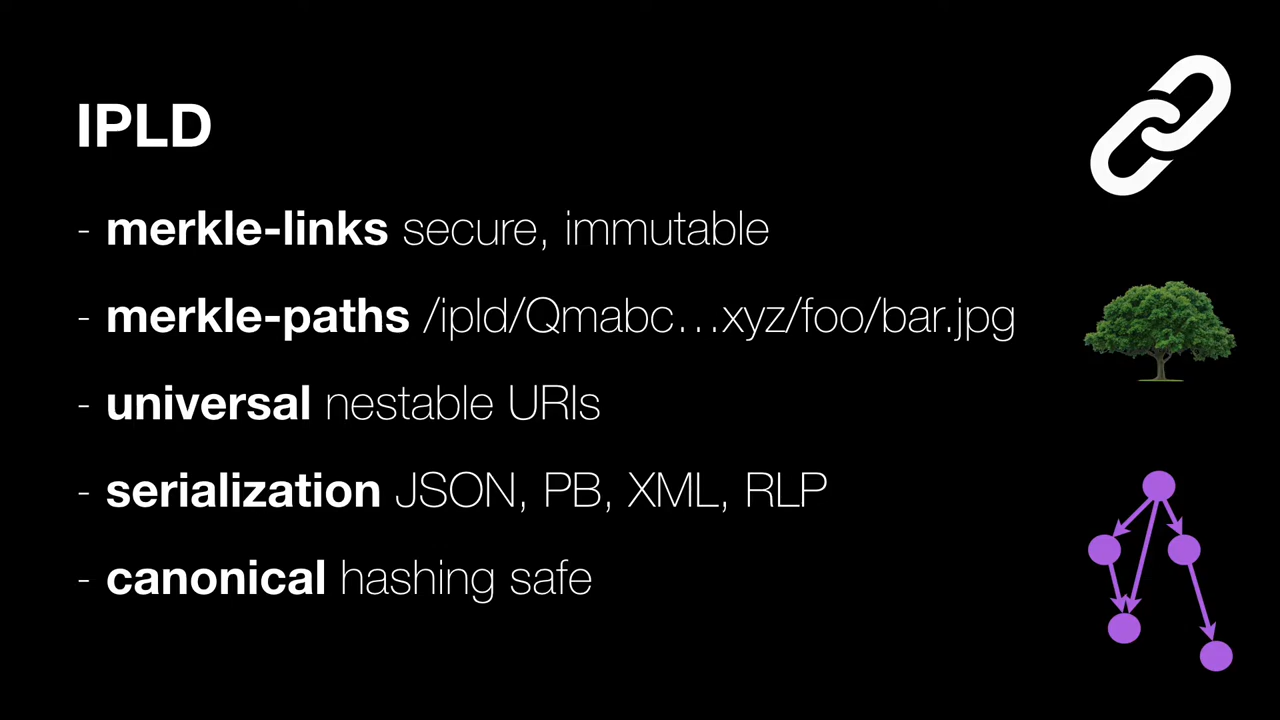 IPLD
- merkle-links secure, immutable
- merkle-paths /ipld/Qmabc...xyz/foo/bar.jpg
- universal nestable URIs
- serialization JSON, PB, XML, RLP
- canonical hashing safe